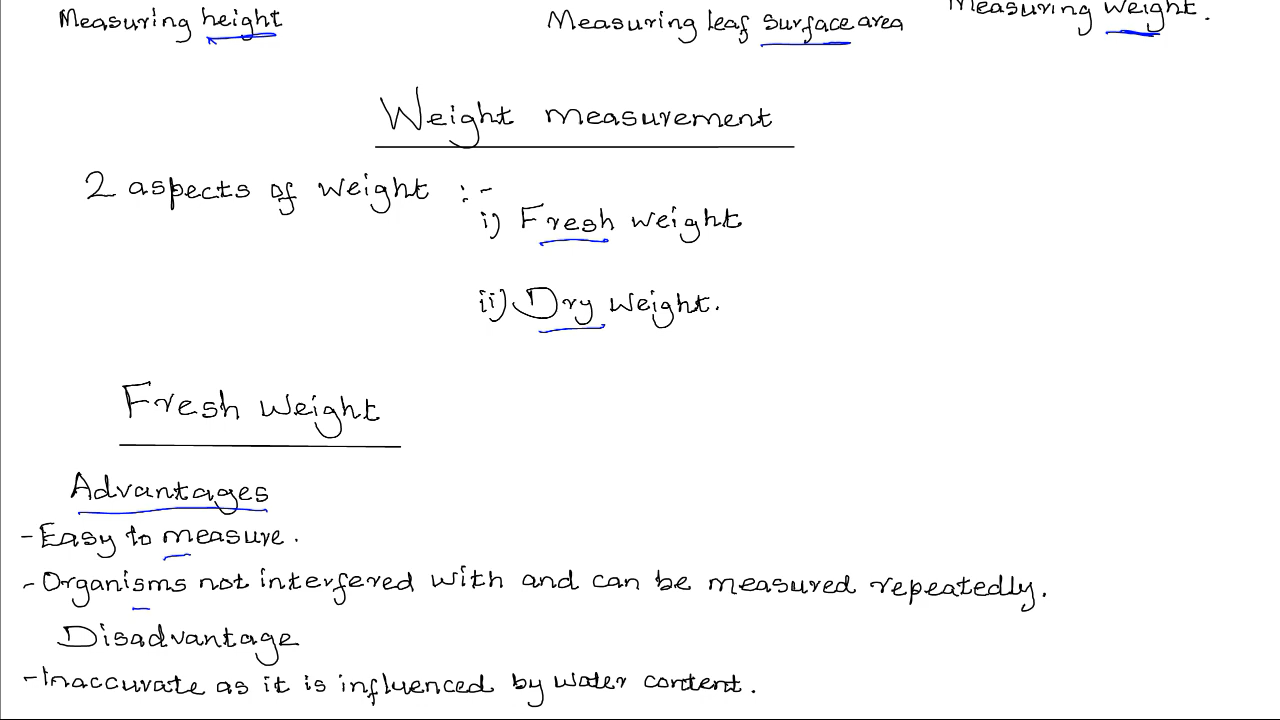 Measuring height Measuring leaf surface area Measuring weight.
Weight measurement
2 aspects of weight :-
i) Fresh weight
ii) Dry weight.
Fresh weight
Advantages
- Easy to measure.
- Organisms not interfered with and can be measured repeatedly.
Disadvantage
- Inaccurate as it is influenced by water content.